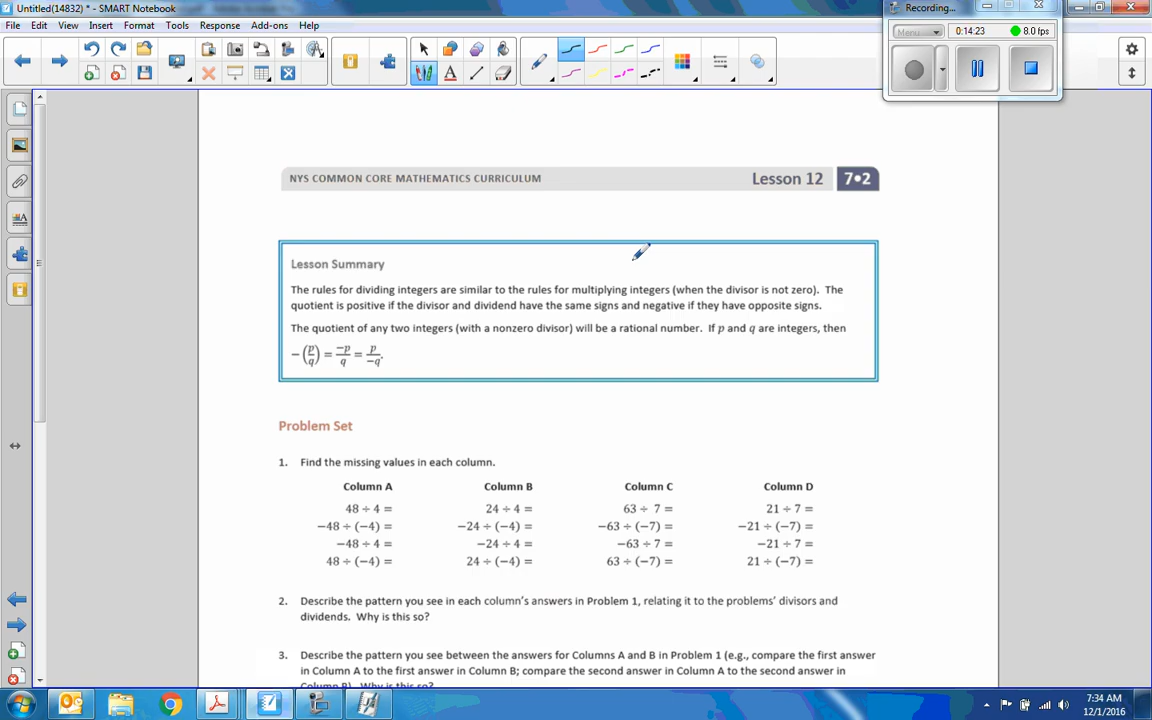 Untitled(14832) * - SMART Notebook
Recording...
File Edit View Insert Format Tools Response Add-ons Help
Menu 0:14:23 8.0 fps
NYS COMMON CORE MATHEMATICS CURRICULUM Lesson 12 7•2
Lesson Summary
The rules for dividing integers are similar to the rules for multiplying integers (when the divisor is not zero). The
quotient is positive if the divisor and dividend have the same signs and negative if they have opposite signs.
The quotient of any two integers (with a nonzero divisor) will be a rational number. If p and q are integers, then
−(p/q) = −p/q = p/−q.
Problem Set
1. Find the missing values in each column.
Column A Column B Column C Column D
48 ÷ 4 = 24 ÷ 4 = 63 ÷ 7 = 21 ÷ 7 =
−48 ÷ (−4) = −24 ÷ (−4) = −63 ÷ (−7) = −21 ÷ (−7) =
−48 ÷ 4 = −24 ÷ 4 = −63 ÷ 7 = −21 ÷ 7 =
48 ÷ (−4) = 24 ÷ (−4) = 63 ÷ (−7) = 21 ÷ (−7) =
2. Describe the pattern you see in each column's answers in Problem 1, relating it to the problems' divisors and
dividends. Why is this so?
3. Describe the pattern you see between the answers for Columns A and B in Problem 1 (e.g., compare the first answer
in Column A to the first answer in Column B; compare the second answer in Column A to the second answer in
Column B). Why is this so?
7:34 AM
12/1/2016